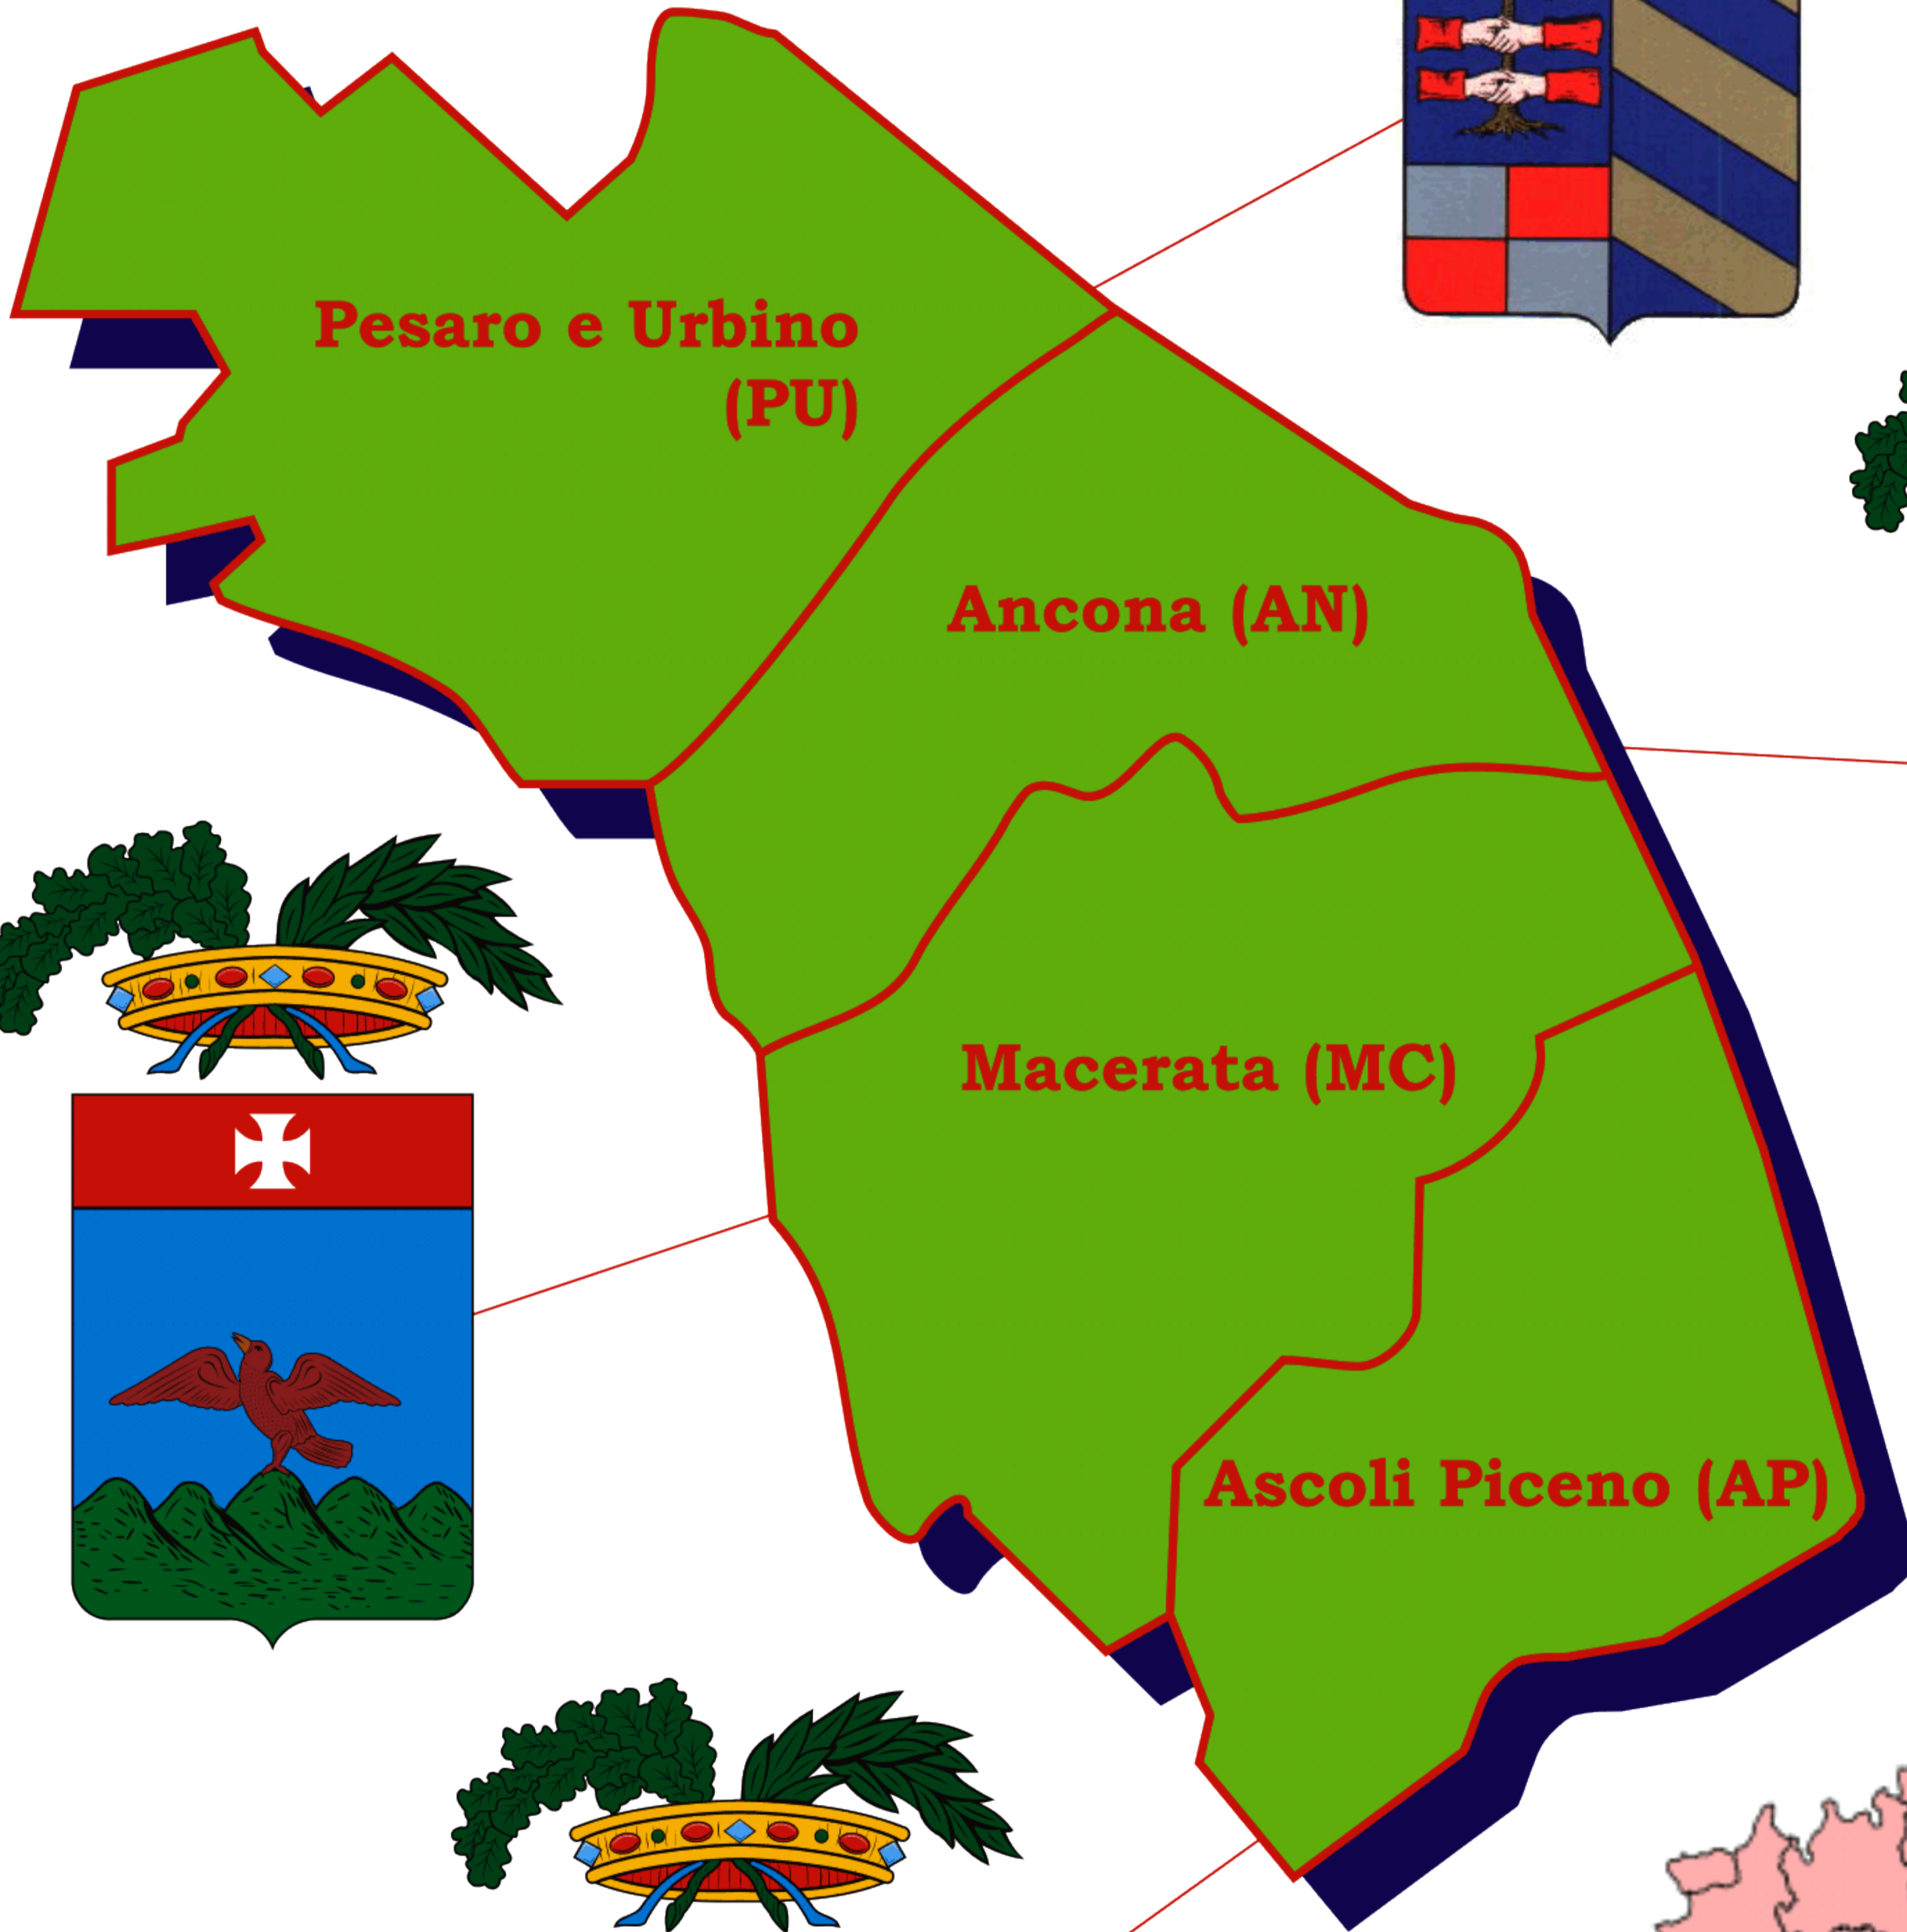 Pesaro e Urbino
(PU)
Ancona (AN)
Macerata (MC)
Ascoli Piceno (AP)